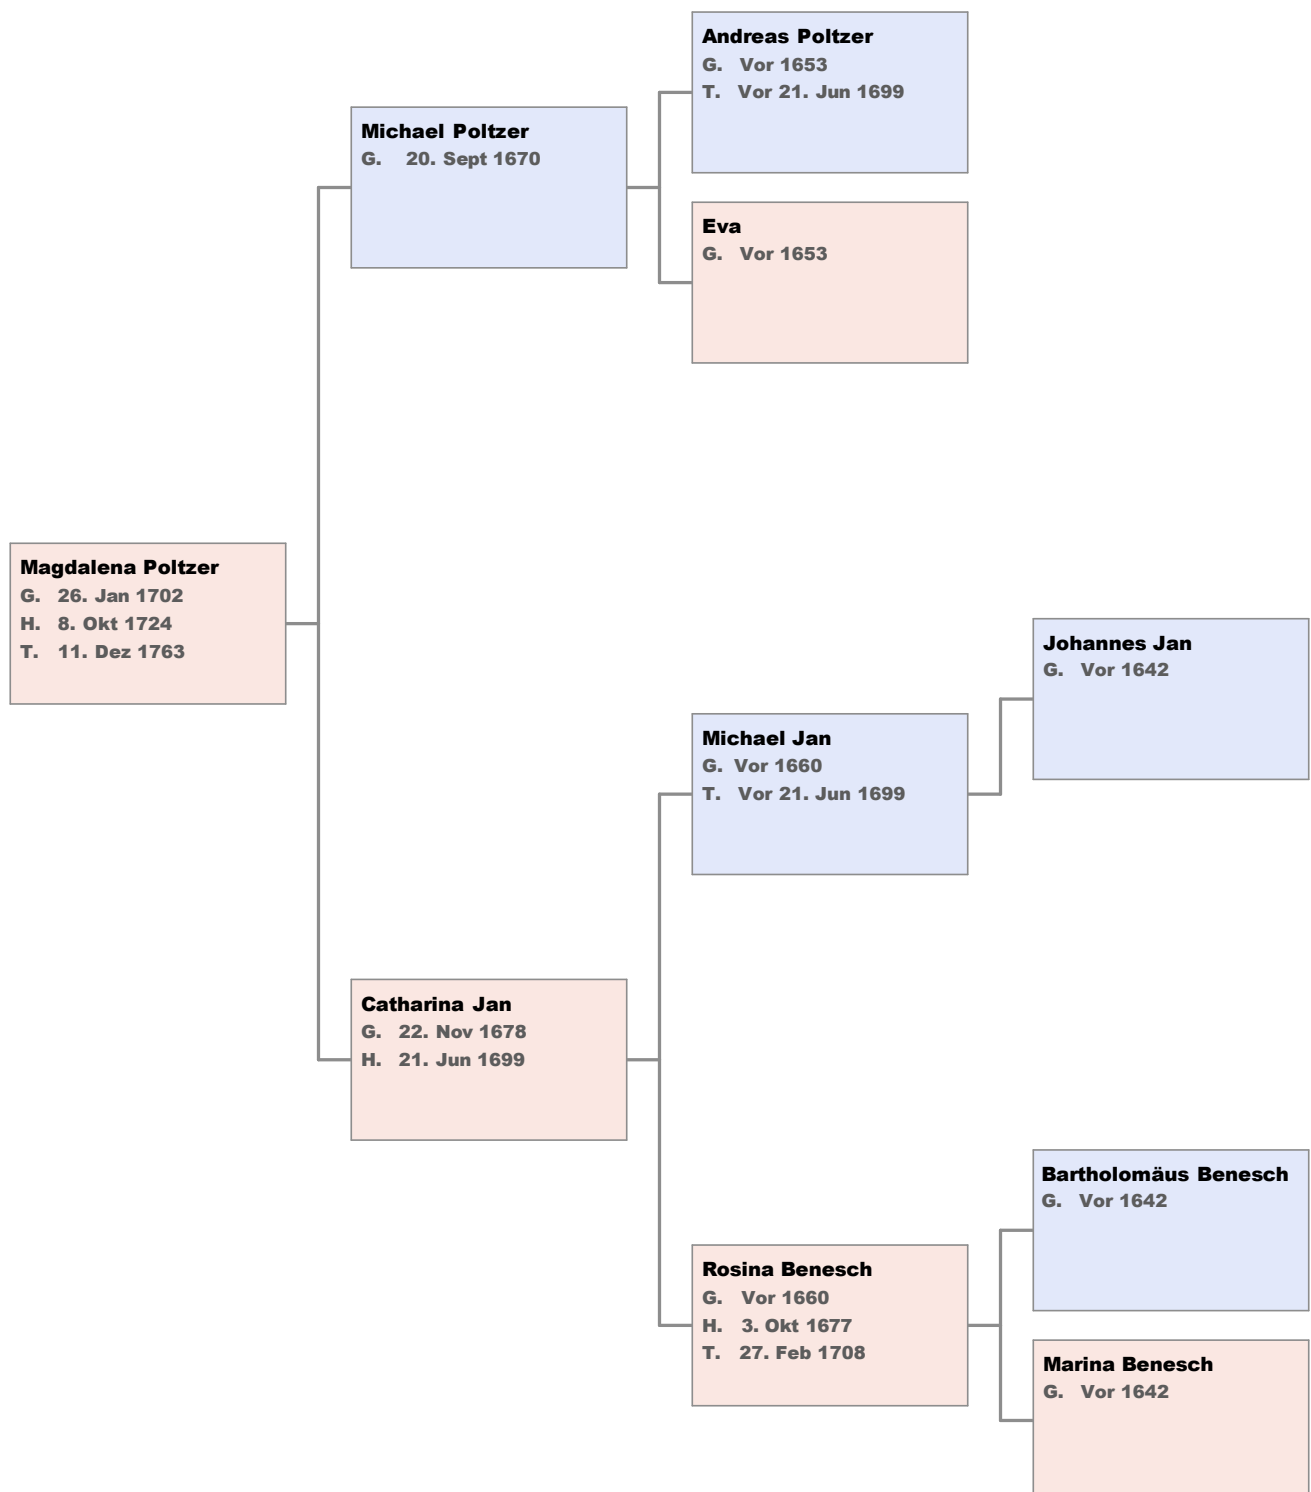 Andreas Poltzer
G. Vor 1653
T. Vor 21. Jun 1699
Michael Poltzer
G. 20. Sept 1670
Eva
G. Vor 1653
Magdalena Poltzer
G. 26. Jan 1702
H. 8. Okt 1724
T. 11. Dez 1763
Johannes Jan
G. Vor 1642
Michael Jan
G. Vor 1660
T. Vor 21. Jun 1699
Catharina Jan
G. 22. Nov 1678
H. 21. Jun 1699
Bartholomäus Benesch
G. Vor 1642
Rosina Benesch
G. Vor 1660
H. 3. Okt 1677
T. 27. Feb 1708
Marina Benesch
G. Vor 1642